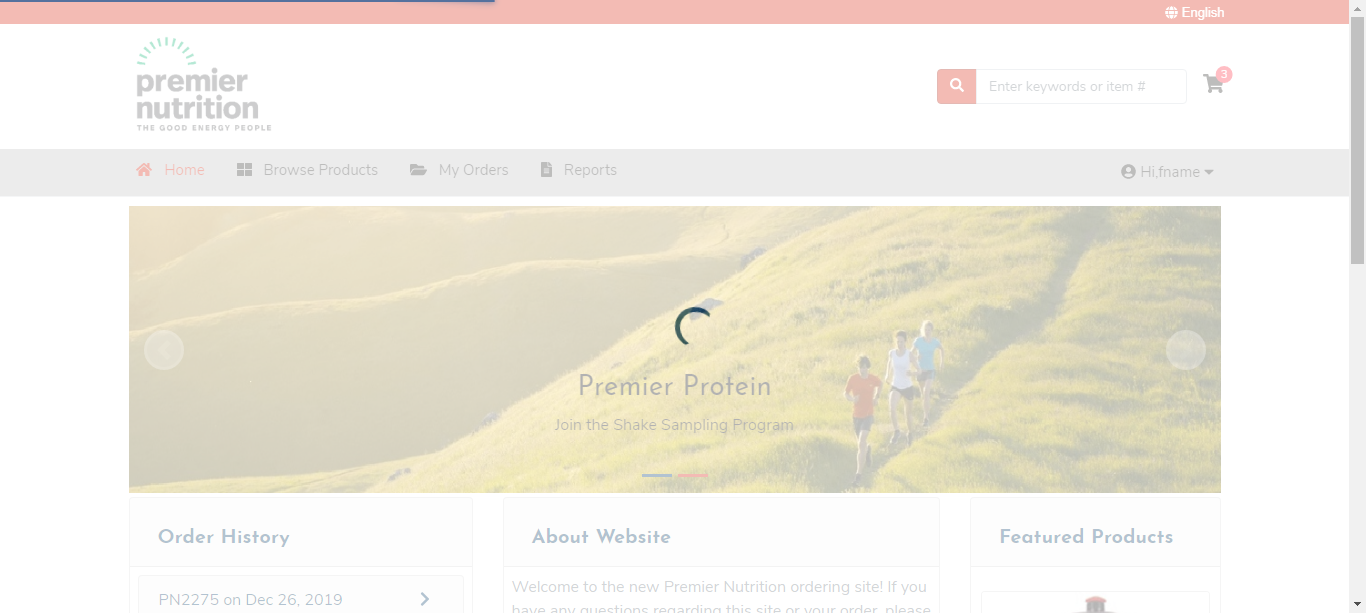 English
premier
nutrition
THE GOOD ENERGY PEOPLE
Enter keywords or item #
3
Home
Browse Products
My Orders
Reports
Hi,fname
Premier Protein
Join the Shake Sampling Program
Order History
About Website
Featured Products
PN2275 on Dec 26, 2019
Welcome to the new Premier Nutrition ordering site! If you
have any questions regarding this site or your order, please